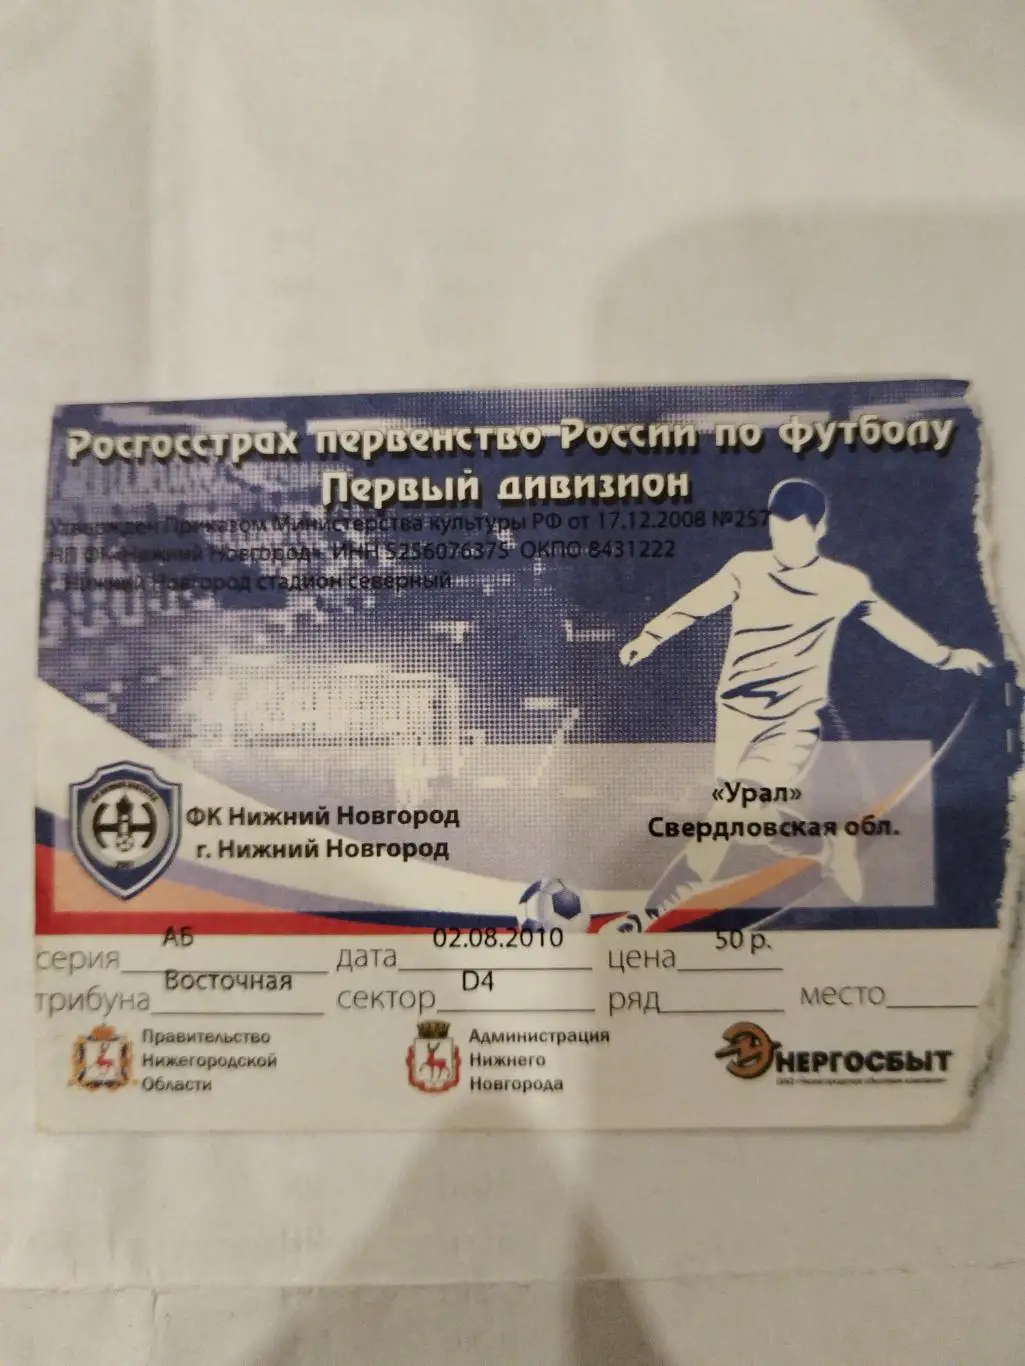 Росгосстрах первенство России по футболу
Первый дивизион
Утвержден Приказом Министерства культуры РФ от 17.12.2008 №257
НП ФК «Нижний Новгород», ИНН 5256076375 ОКПО 8431222
г. Нижний Новгород стадион северный
ФК Нижний Новгород
г. Нижний Новгород
«Урал»
Свердловская обл.
серия АБ дата 02.08.2010 цена 50 р.
трибуна Восточная сектор D4 ряд место
Правительство
Нижегородской
Области
Администрация
Нижнего
Новгорода
ЭНЕРГОСБЫТ